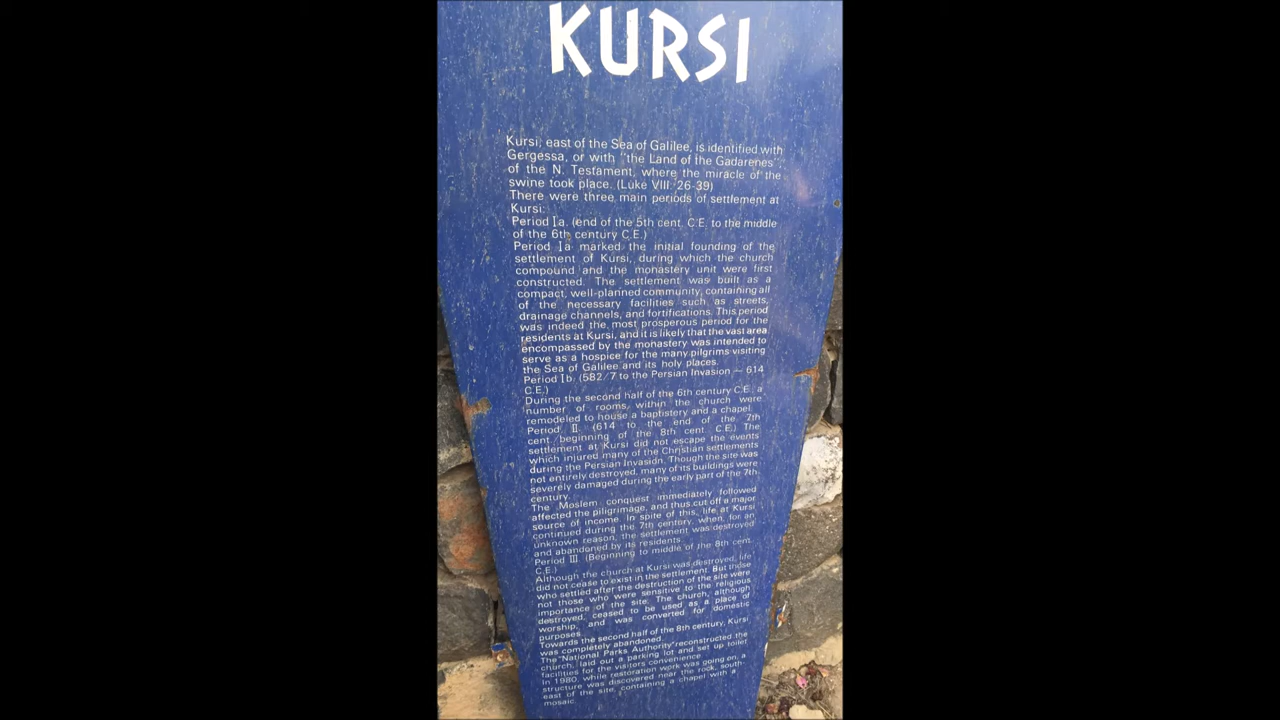 KURSI
Kursi, east of the Sea of Galilee, is identified with
Gergessa, or with "the Land of the Gadarenes",
of the N. Testament, where the miracle of the
swine took place. (Luke VIII. 26-39)
There were three main periods of settlement at
Kursi:
Period Ia. (end of the 5th cent. C.E. to the middle
of the 6th century C.E.)
Period Ia marked the initial founding of the
settlement of Kursi, during which the church
compound and the monastery unit were first
constructed. The settlement was built as a
compact, well-planned community, containing all
of the necessary facilities such as streets,
drainage channels, and fortifications. This period
was indeed the most prosperous period for the
residents at Kursi, and it is likely that the vast area
encompassed by the monastery was intended to
serve as a hospice for the many pilgrims visiting
the Sea of Galilee and its holy places.
Period Ib. (582/7 to the Persian Invasion — 614
C.E.)
During the second half of the 6th century C.E. a
number of rooms, within the church were
remodeled to house a baptistery and a chapel.
Period. II. (614 to the end of the 7th
cent./beginning of the 8th cent. C.E.) The
settlement at Kursi did not escape the events
which injured many of the Christian settlements
during the Persian Invasion. Though the site was
not entirely destroyed, many of its buildings were
severely damaged during the early part of the 7th
century.
The Moslem conquest immediately followed
affected the piligrimage, and thus cut off a major
source of income. In spite of this, life at Kursi
continued during the 7th century, when, for an
unknown reason, the settlement was destroyed
and abandoned by its residents.
Period III. (Beginning to middle of the 8th cent.
C.E.)
Although the church at Kursi was destroyed, life
did not cease to exist in the settlement. But those
who settled after the destruction of the site were
not those who were sensitive to the religious
importance of the site. The church, although
destroyed, ceased to be used as a place of
worship, and was converted for domestic
purposes.
Towards the second half of the 8th century, Kursi
was completely abandoned.
The "National Parks Authority" reconstructed the
church, laid out a parking lot and set up toilet
facilities for the visitors convenience.
In 1980, while restoration work was going on, a
structure was discovered near the rock, south-
east of the site, containing a chapel with a
mosaic.